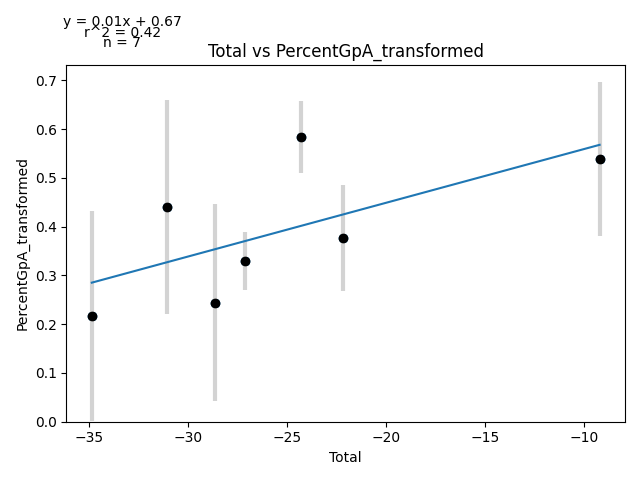 y = 0.01x + 0.67
r^2 = 0.42
n = 7
Total vs PercentGpA_transformed
PercentGpA_transformed
0.7
0.6
0.5
0.4
0.3
0.2
0.1
0.0
−35 −30 −25 −20 −15 −10
Total